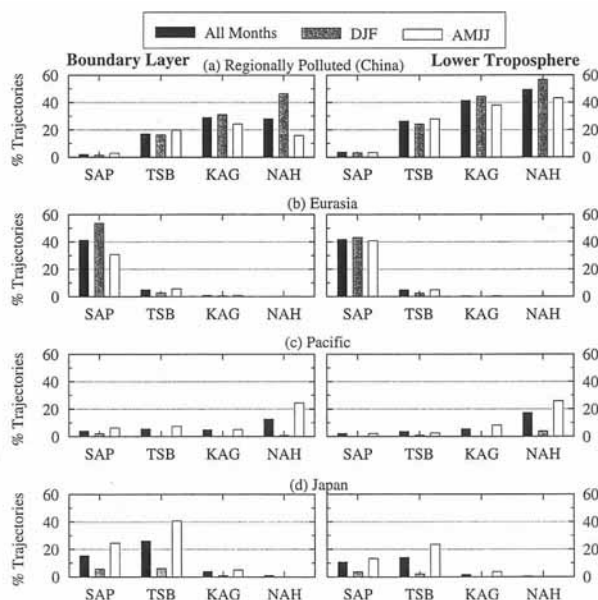 All Months DJF AMJJ
Boundary Layer Lower Troposphere
(a) Regionally Polluted (China)
% Trajectories
60 60
40 40
20 20
0 0
SAP TSB KAG NAH SAP TSB KAG NAH
(b) Eurasia
% Trajectories
60 60
40 40
20 20
0 0
SAP TSB KAG NAH SAP TSB KAG NAH
(c) Pacific
% Trajectories
60 60
40 40
20 20
0 0
SAP TSB KAG NAH SAP TSB KAG NAH
(d) Japan
% Trajectories
60 60
40 40
20 20
0 0
SAP TSB KAG NAH SAP TSB KAG NAH